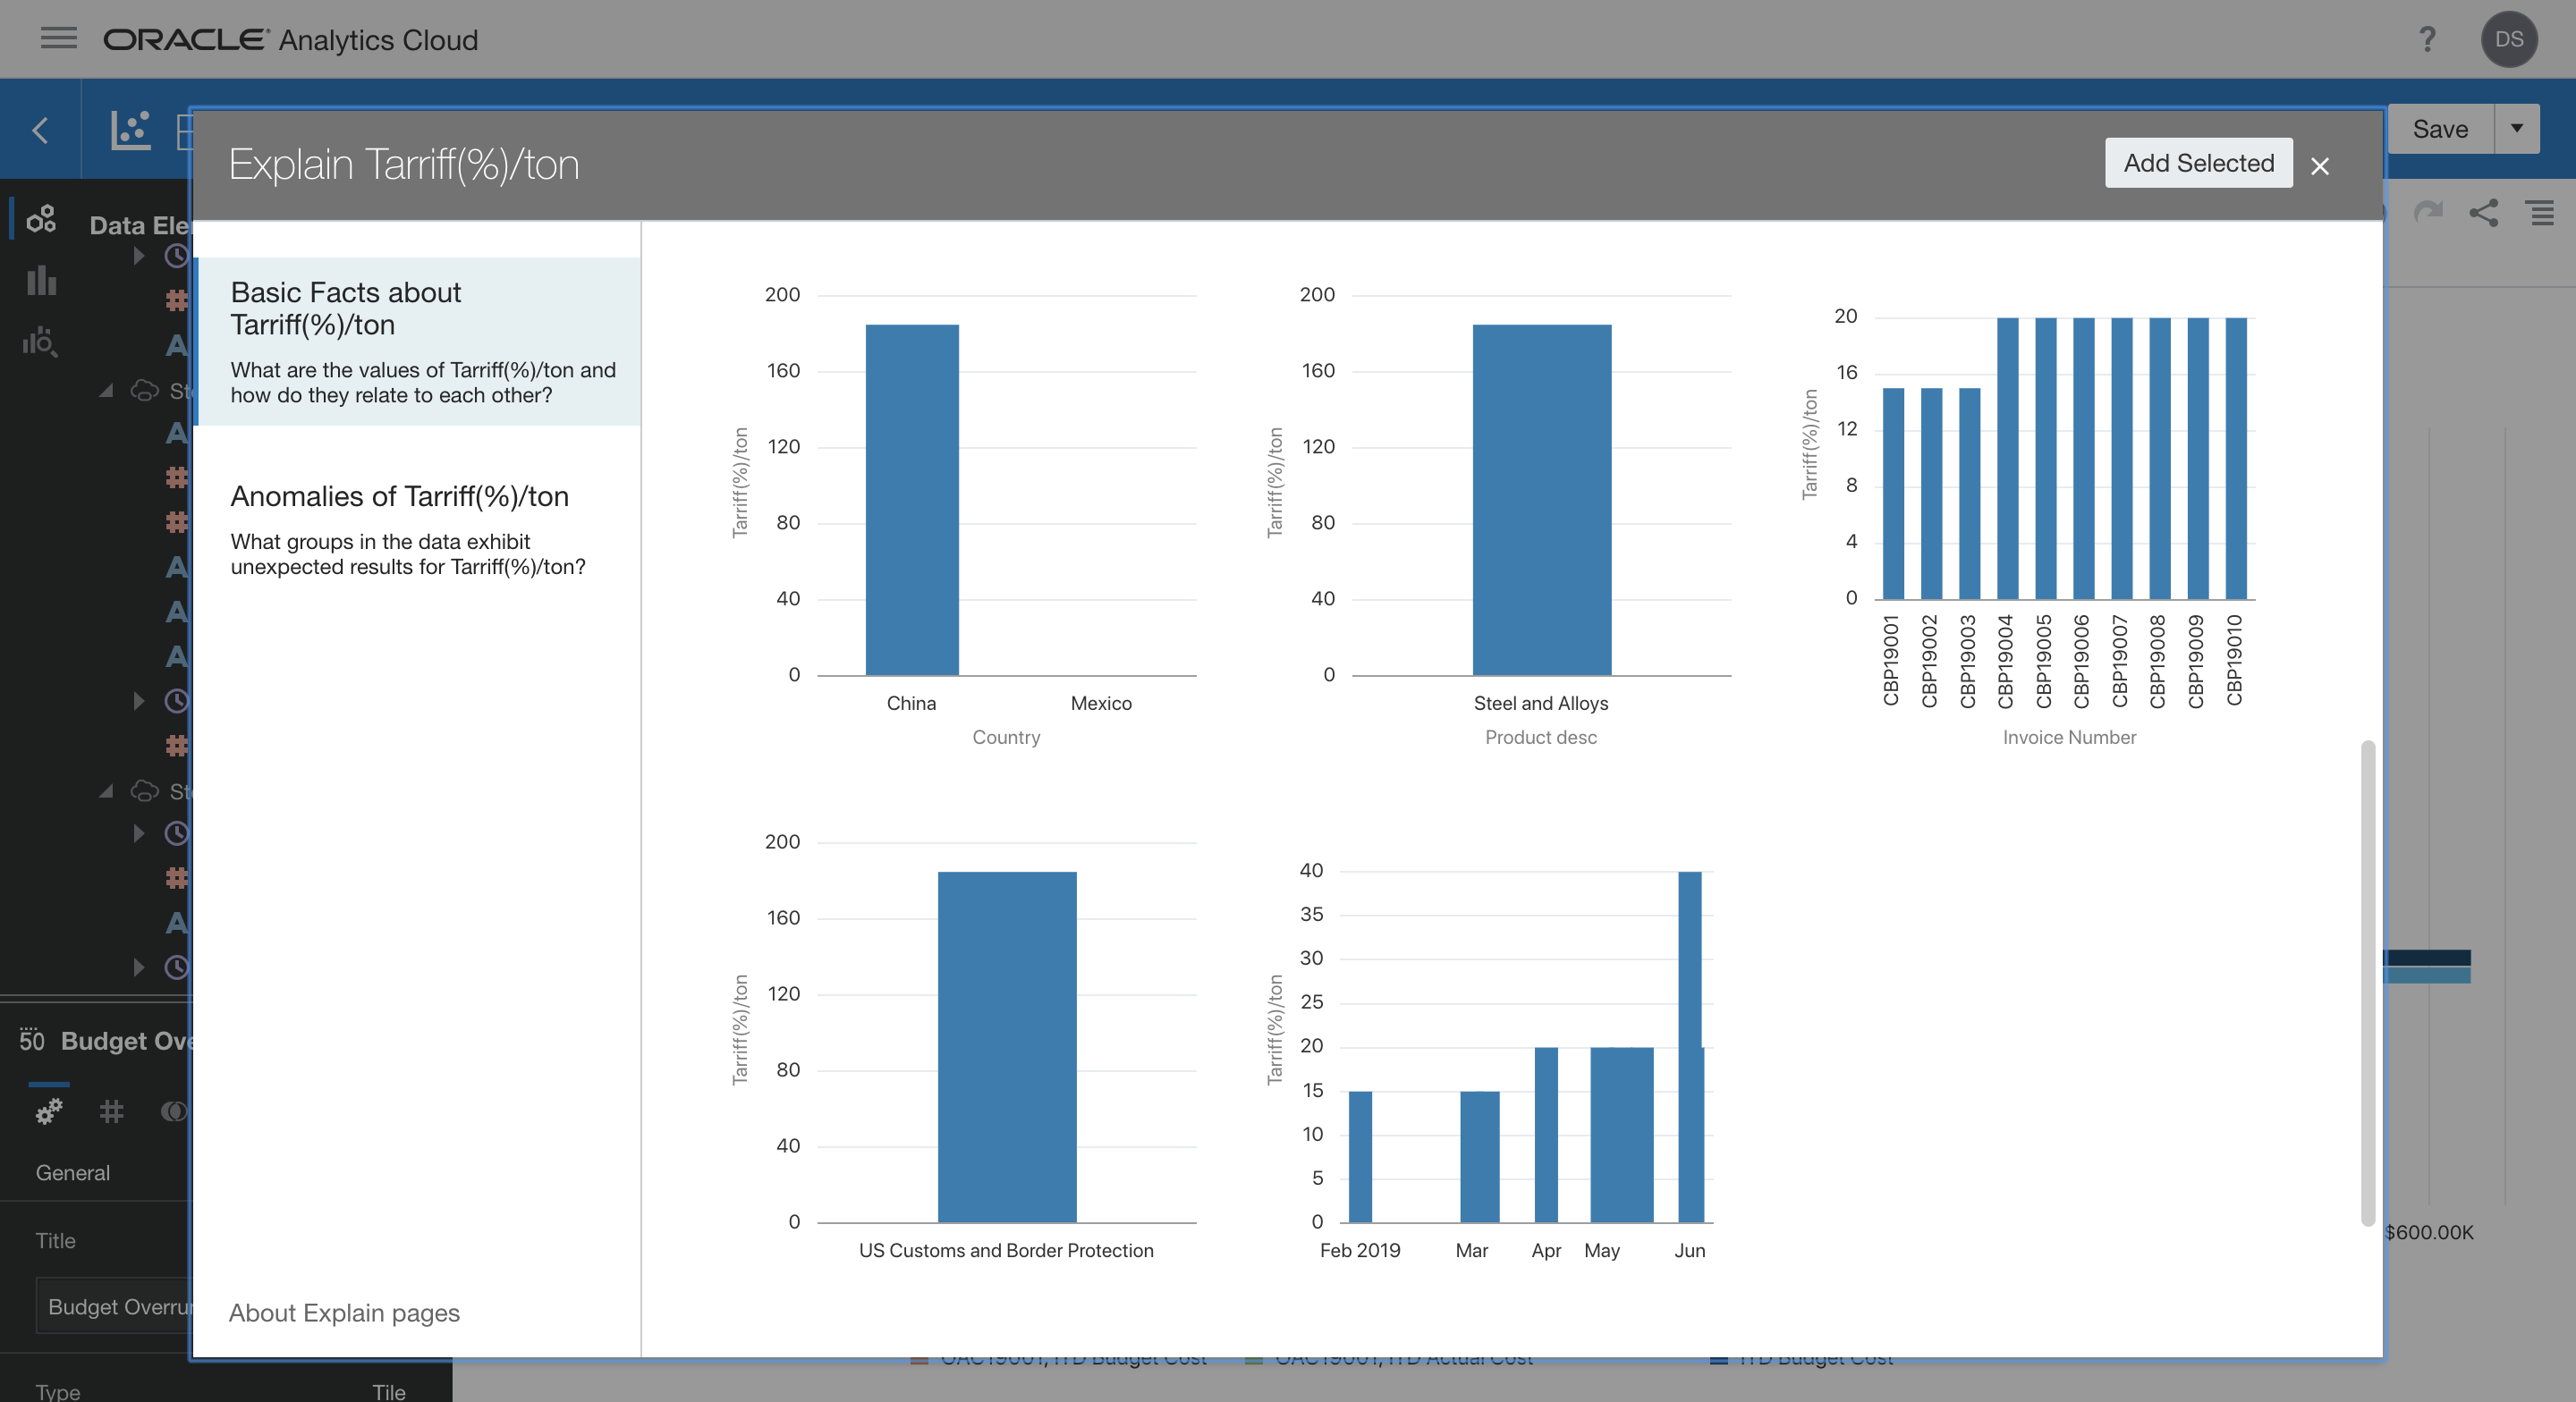 ORACLE Analytics Cloud
?
DS
Save
Explain Tarriff(%)/ton
Add Selected
Data Ele
A
St
A
A
A
A
St
A
50 Budget Ove
General
Title
Budget Overru
Type
Tile
Basic Facts about
Tarriff(%)/ton
What are the values of Tarriff(%)/ton and
how do they relate to each other?
Anomalies of Tarriff(%)/ton
What groups in the data exhibit
unexpected results for Tarriff(%)/ton?
About Explain pages
Tarriff(%)/ton
200
160
120
80
40
0
China
Mexico
Country
Tarriff(%)/ton
200
160
120
80
40
0
Steel and Alloys
Product desc
Tarriff(%)/ton
20
16
12
8
4
0
CBP19001
CBP19002
CBP19003
CBP19004
CBP19005
CBP19006
CBP19007
CBP19008
CBP19009
CBP19010
Invoice Number
Tarriff(%)/ton
200
160
120
80
40
0
US Customs and Border Protection
Tarriff(%)/ton
40
35
30
25
20
15
10
5
0
Feb 2019
Mar
Apr
May
Jun
$600.00K
OAC19001, ITD Budget Cost
OAC19001, ITD Actual Cost
ITD Budget Cost